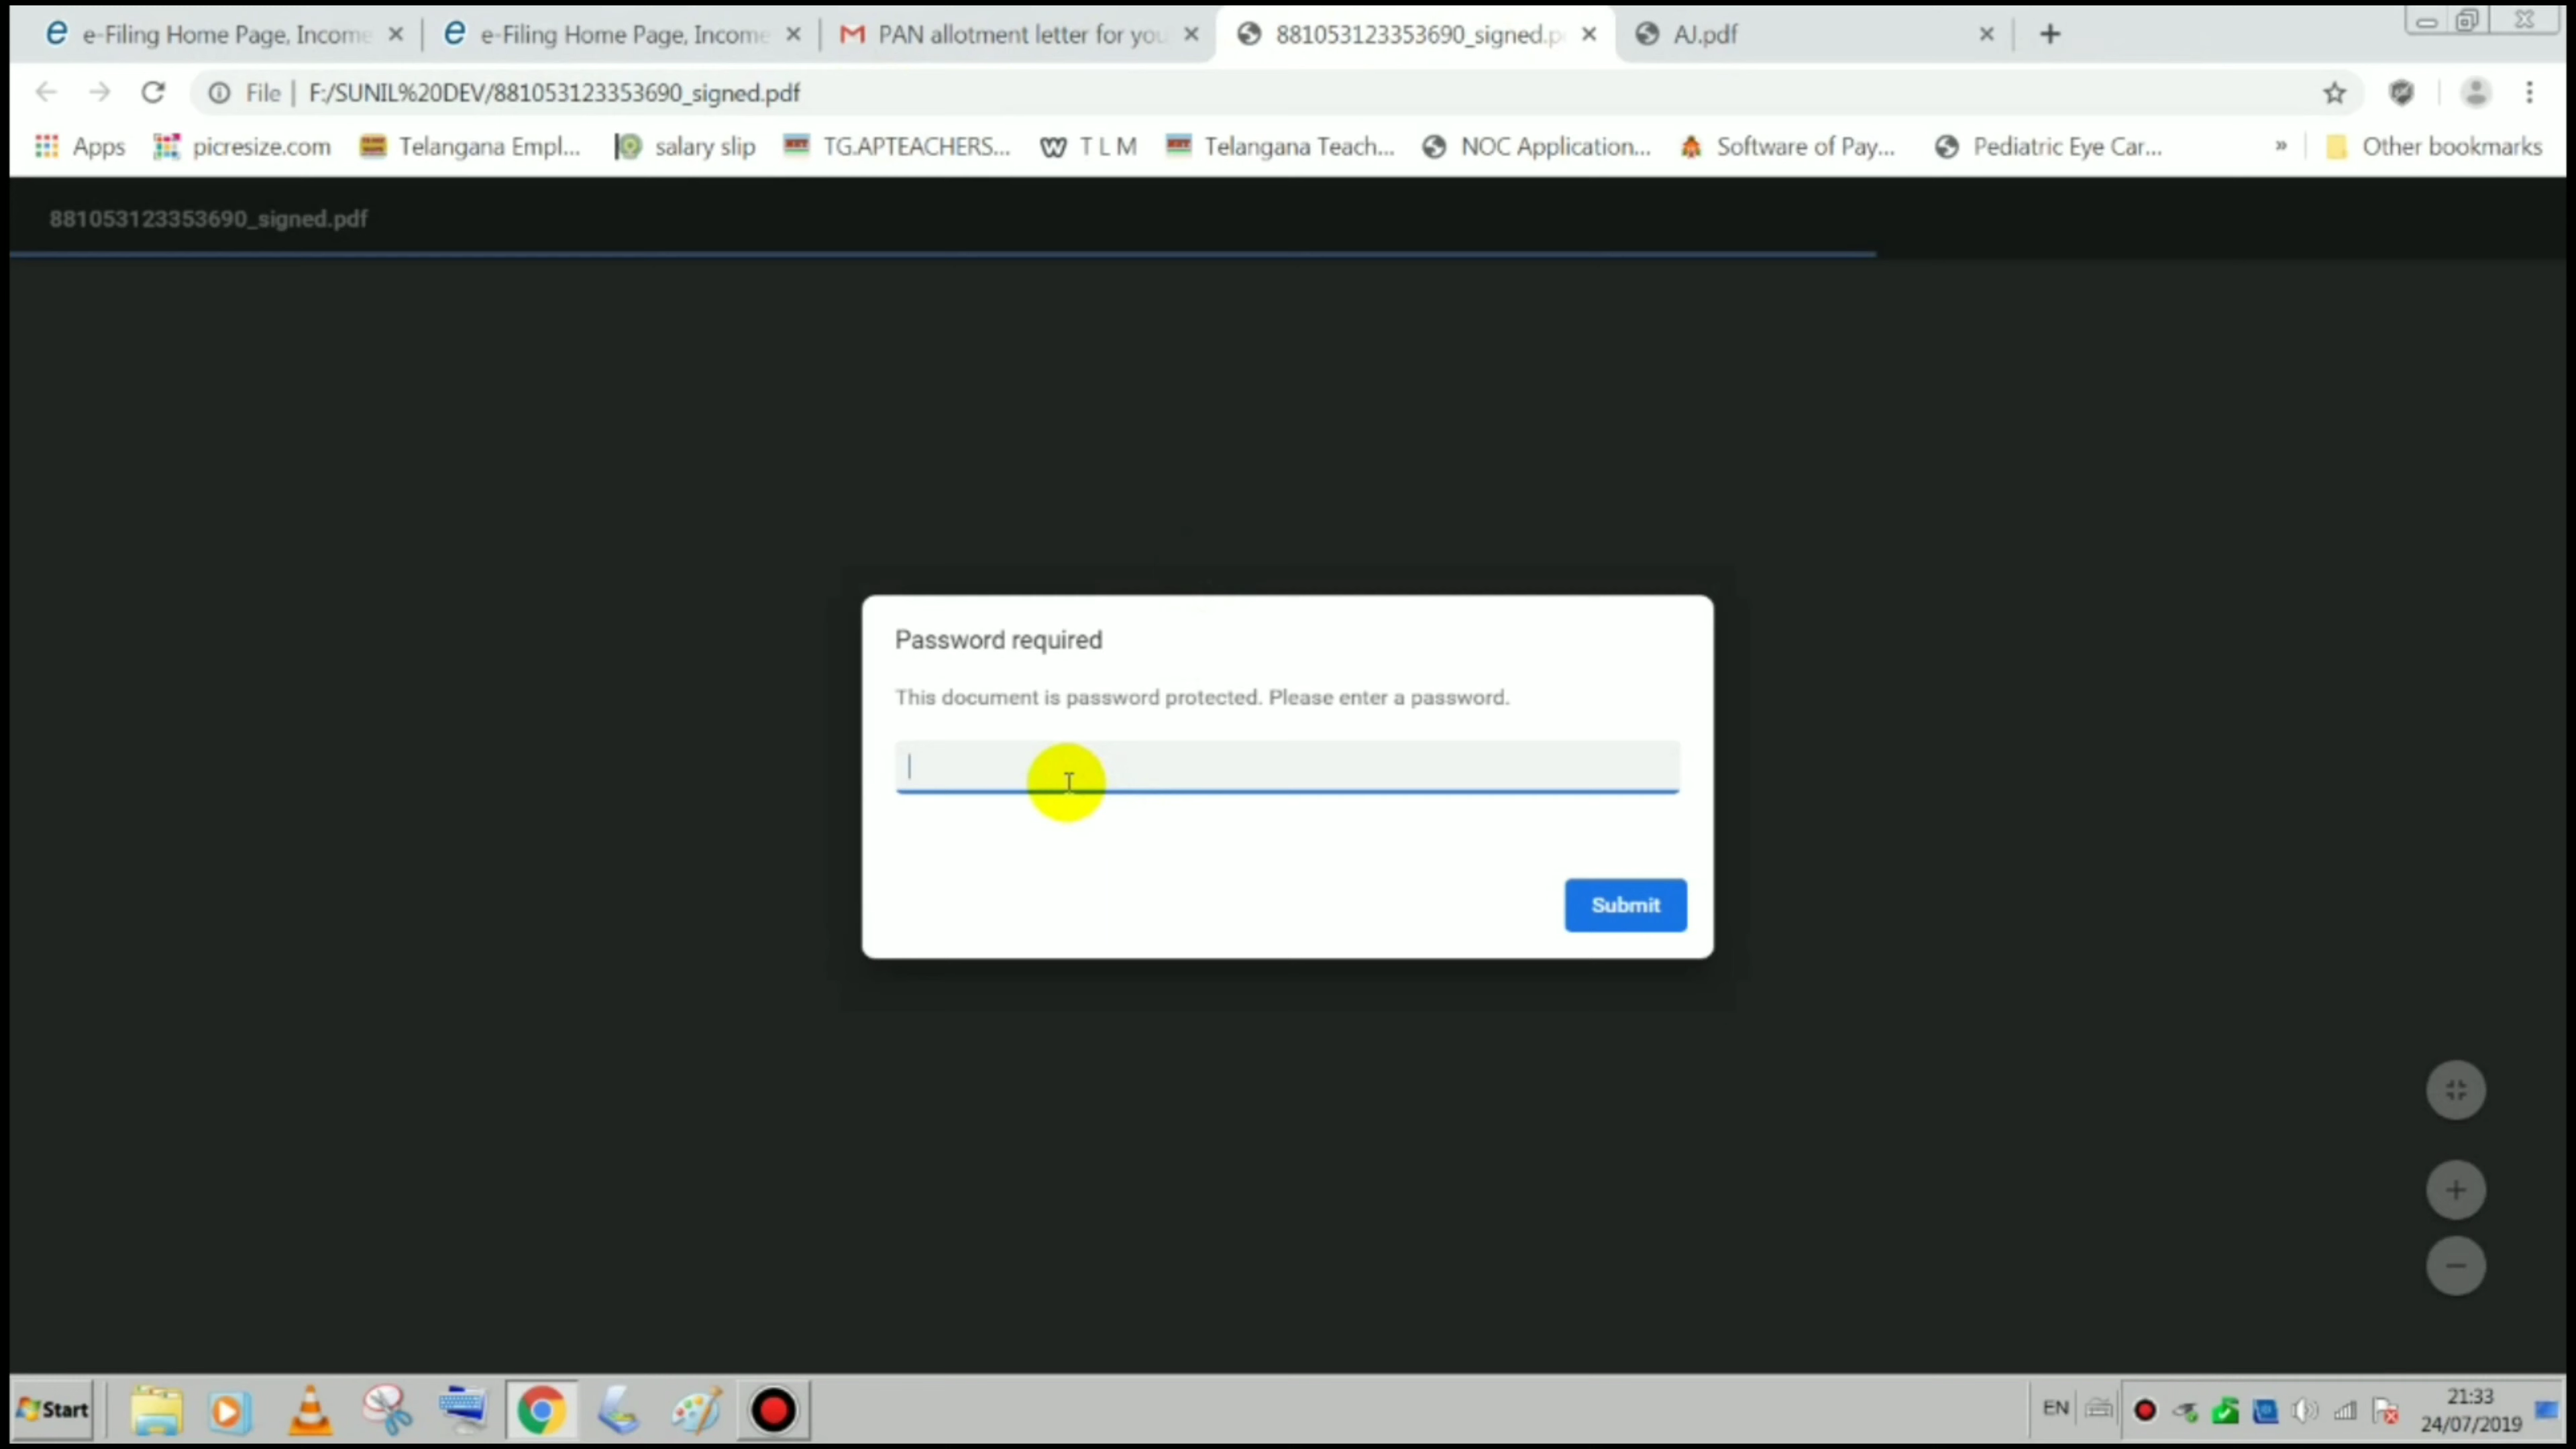 e-Filing Home Page, Income
e-Filing Home Page, Income
PAN allotment letter for you
881053123353690_signed.p
AJ.pdf
File | F:/SUNIL%20DEV/881053123353690_signed.pdf
Apps picresize.com Telangana Empl... salary slip TG.APTEACHERS... T L M Telangana Teach... NOC Application... Software of Pay... Pediatric Eye Car... » Other bookmarks
881053123353690_signed.pdf
Password required
This document is password protected. Please enter a password.
Submit
Start
EN
21:33
24/07/2019